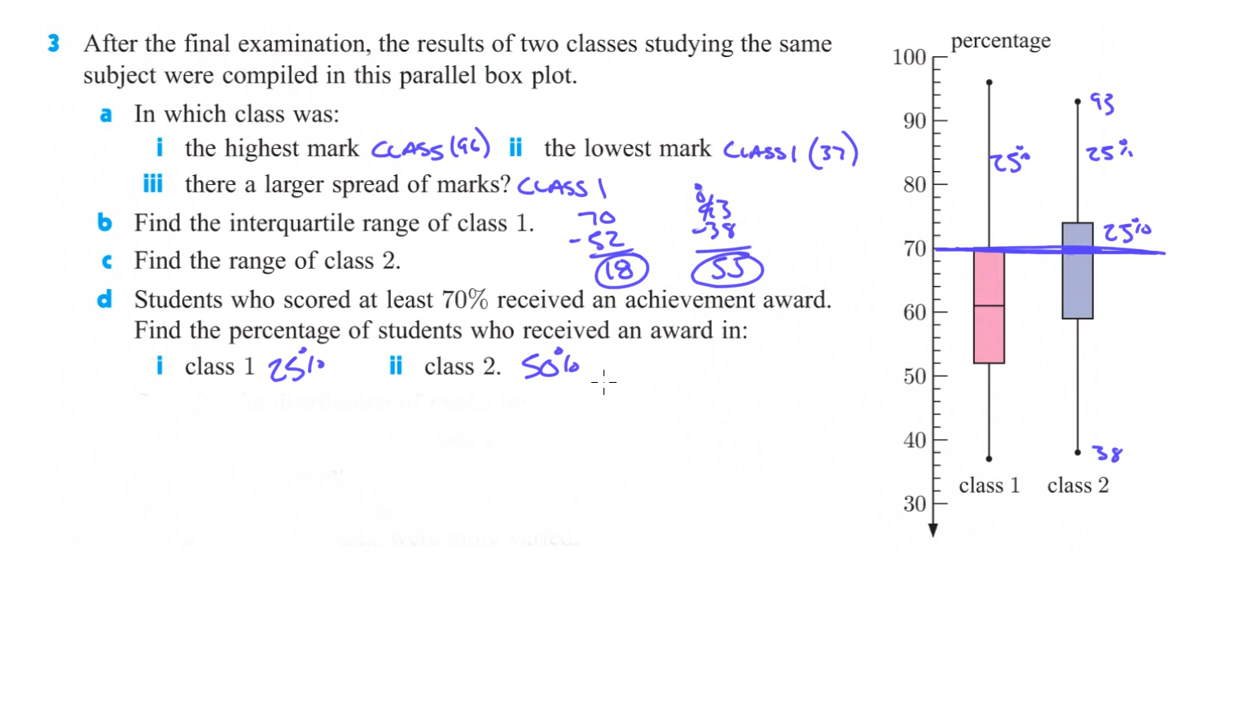 3 After the final examination, the results of two classes studying the same
subject were compiled in this parallel box plot.
a In which class was:
i the highest mark CLASS (96) ii the lowest mark CLASS 1 (37)
iii there a larger spread of marks? CLASS 1
b Find the interquartile range of class 1.
c Find the range of class 2.
70
-52
18
93
-38
55
d Students who scored at least 70% received an achievement award.
Find the percentage of students who received an award in:
i class 1 25% ii class 2. 50%
percentage
100
90
80
70
60
50
40
30
93
25%
25%
25%
38
class 1 class 2